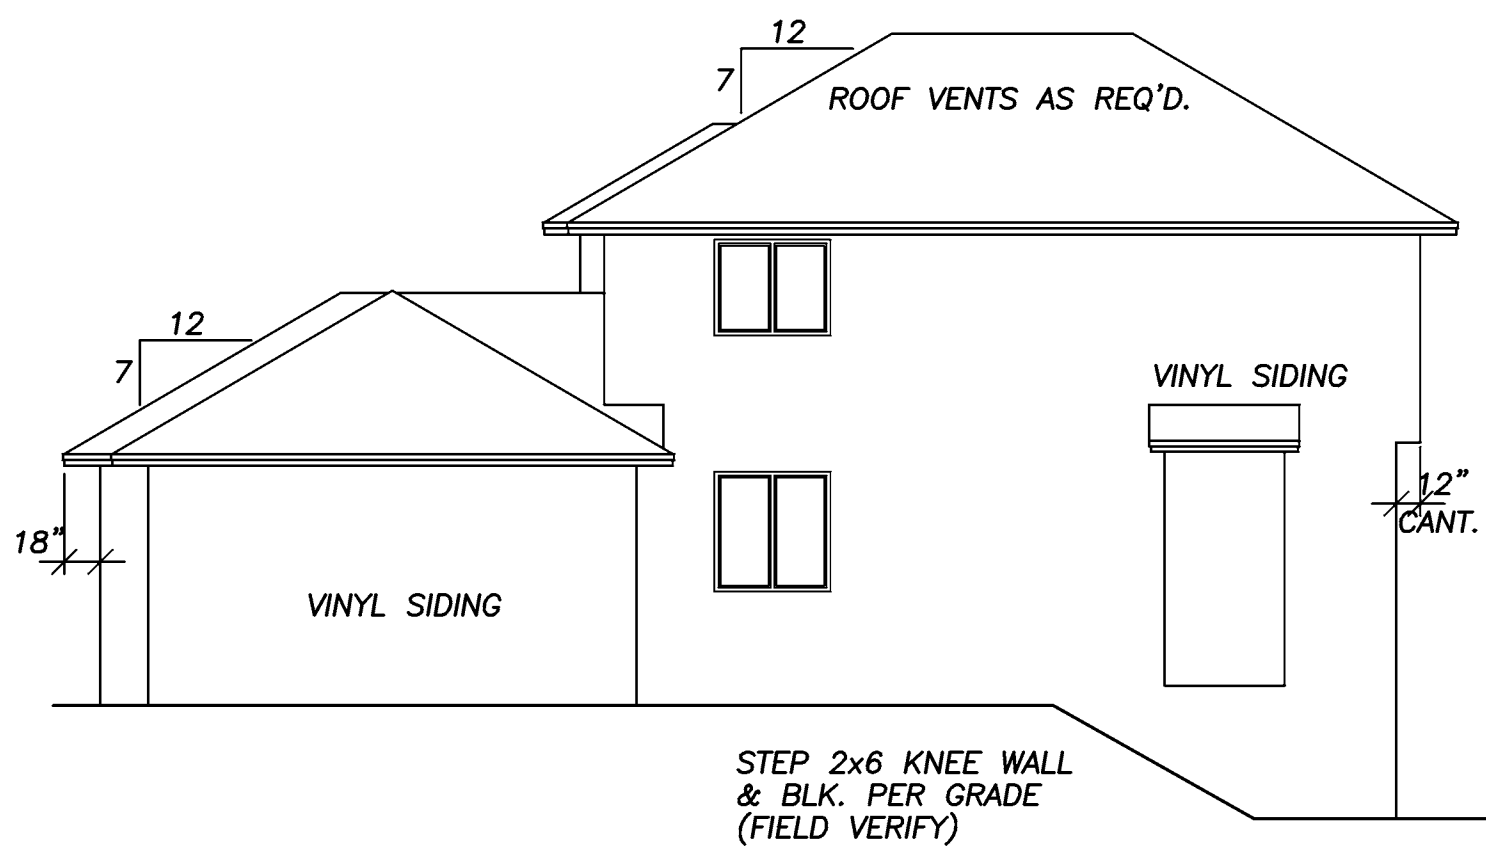 12
7
ROOF VENTS AS REQ'D.
12
7
VINYL SIDING
12"
CANT.
18"
VINYL SIDING
STEP 2x6 KNEE WALL
& BLK. PER GRADE
(FIELD VERIFY)